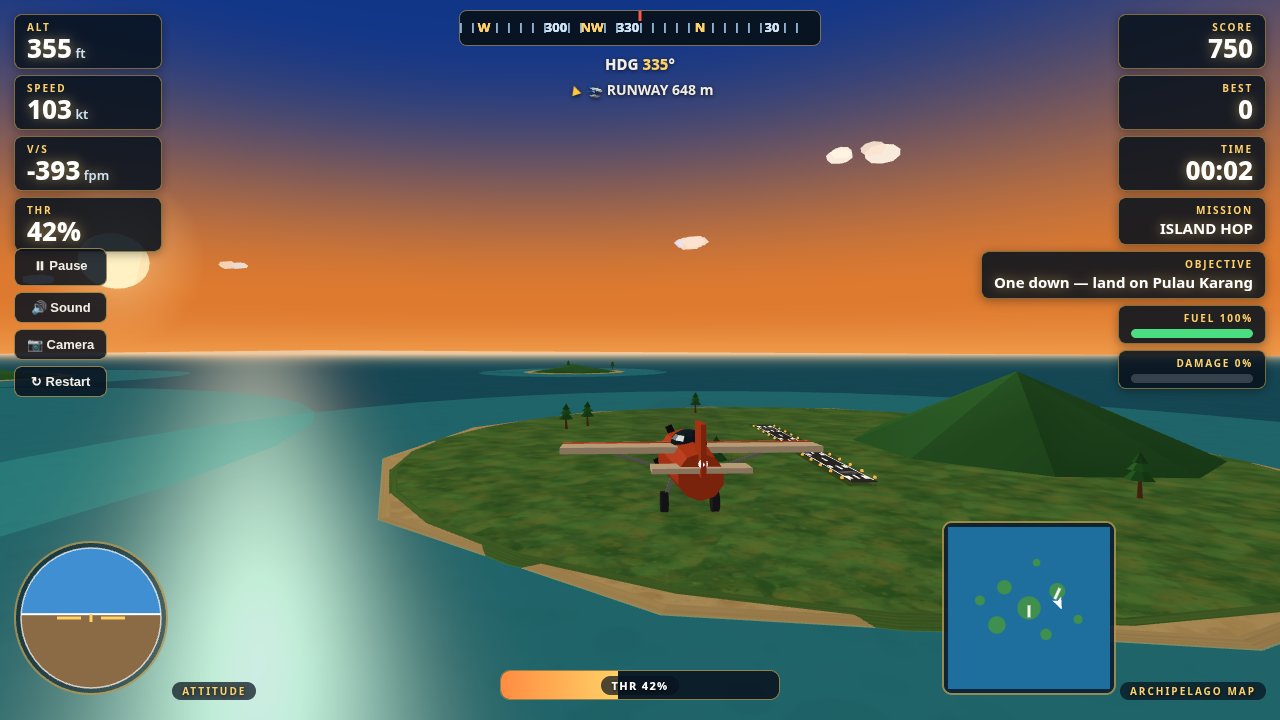 ALT
355 ft
SPEED
103 kt
V/S
-393 fpm
THR
42%
⏸ Pause
🔊 Sound
📷 Camera
↻ Restart
W 300 NW 330 N 30
HDG 335°
🛬 RUNWAY 648 m
SCORE
750
BEST
0
TIME
00:02
MISSION
ISLAND HOP
OBJECTIVE
One down — land on Pulau Karang
FUEL 100%
DAMAGE 0%
ATTITUDE
THR 42%
ARCHIPELAGO MAP